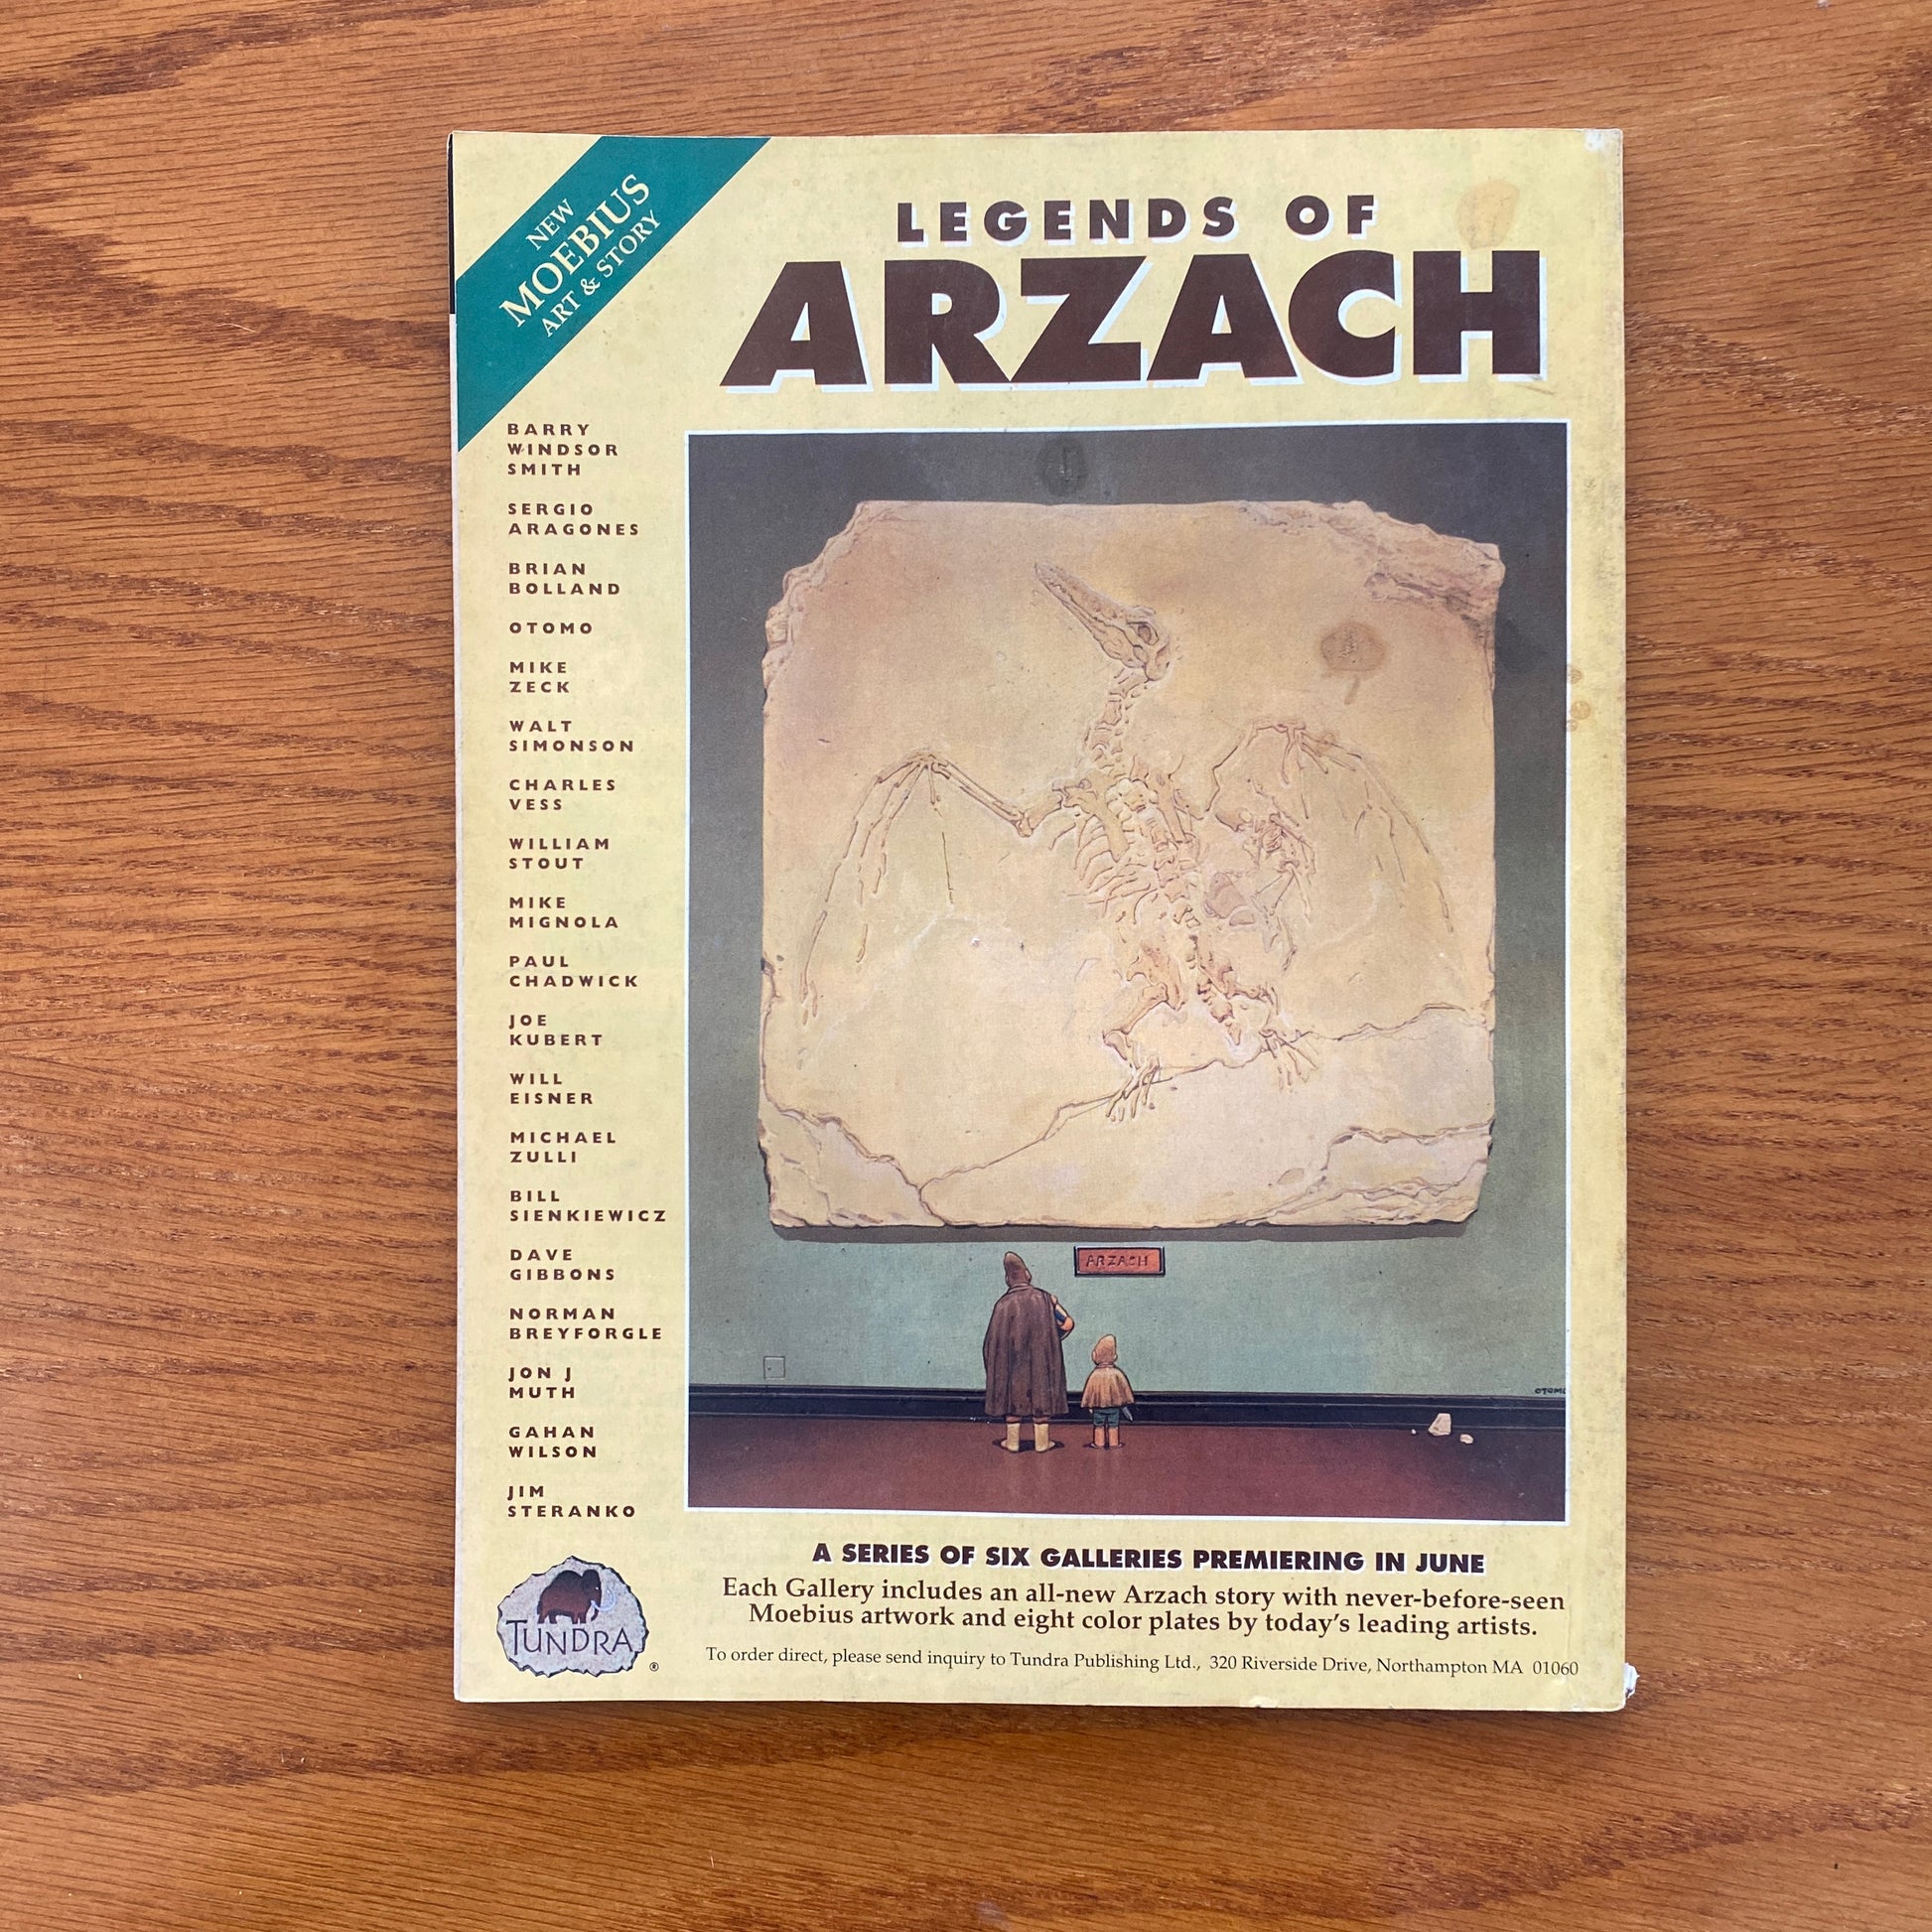 NEW
MOEBIUS
ART & STORY
LEGENDS OF
ARZACH
BARRY
WINDSOR
SMITH
SERGIO
ARAGONES
BRIAN
BOLLAND
OTOMO
MIKE
ZECK
WALT
SIMONSON
CHARLES
VESS
WILLIAM
STOUT
MIKE
MIGNOLA
PAUL
CHADWICK
JOE
KUBERT
WILL
EISNER
MICHAEL
ZULLI
BILL
SIENKIEWICZ
DAVE
GIBBONS
NORMAN
BREYFORGLE
JON J
MUTH
GAHAN
WILSON
JIM
STERANKO
ARZACH
OTOMO
A SERIES OF SIX GALLERIES PREMIERING IN JUNE
Each Gallery includes an all-new Arzach story with never-before-seen
Moebius artwork and eight color plates by today's leading artists.
To order direct, please send inquiry to Tundra Publishing Ltd., 320 Riverside Drive, Northampton MA 01060
TUNDRA
®